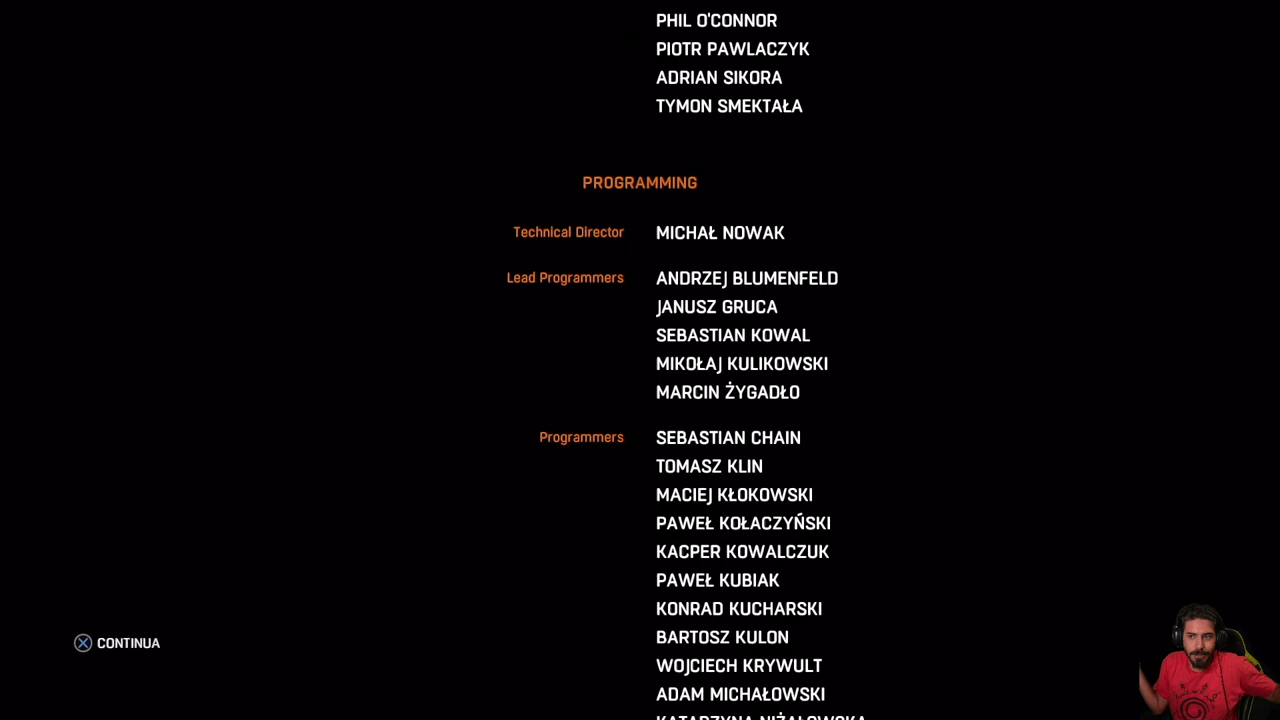 PHIL O'CONNOR
PIOTR PAWLACZYK
ADRIAN SIKORA
TYMON SMEKTAŁA
PROGRAMMING
Technical Director MICHAŁ NOWAK
Lead Programmers ANDRZEJ BLUMENFELD
JANUSZ GRUCA
SEBASTIAN KOWAL
MIKOŁAJ KULIKOWSKI
MARCIN ŻYGADŁO
Programmers SEBASTIAN CHAIN
TOMASZ KLIN
MACIEJ KŁOKOWSKI
PAWEŁ KOŁACZYŃSKI
KACPER KOWALCZUK
PAWEŁ KUBIAK
KONRAD KUCHARSKI
BARTOSZ KULON
CONTINUA
WOJCIECH KRYWULT
ADAM MICHAŁOWSKI
KATARZYNA NIŻAŁOWSKA